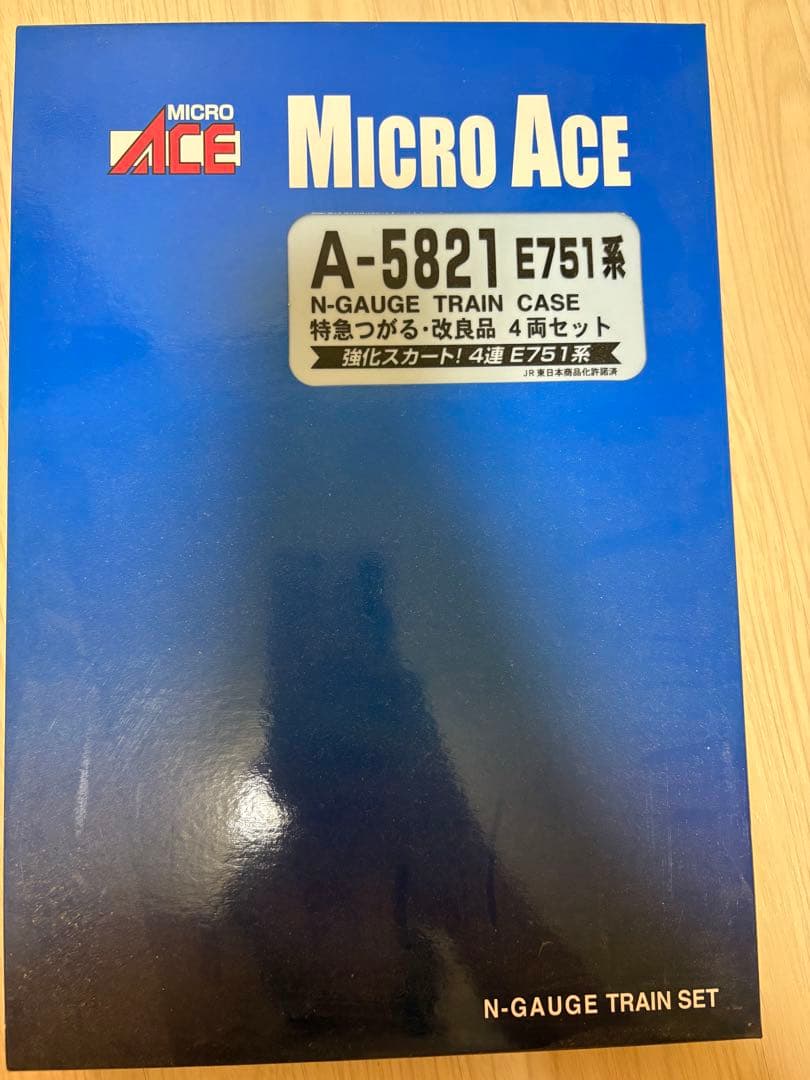 MICRO
ACE
MICRO ACE
A-5821 E751系
N-GAUGE TRAIN CASE
特急つがる・改良品 4両セット
強化スカート! 4連 E751系
JR東日本商品化許諾済
N-GAUGE TRAIN SET